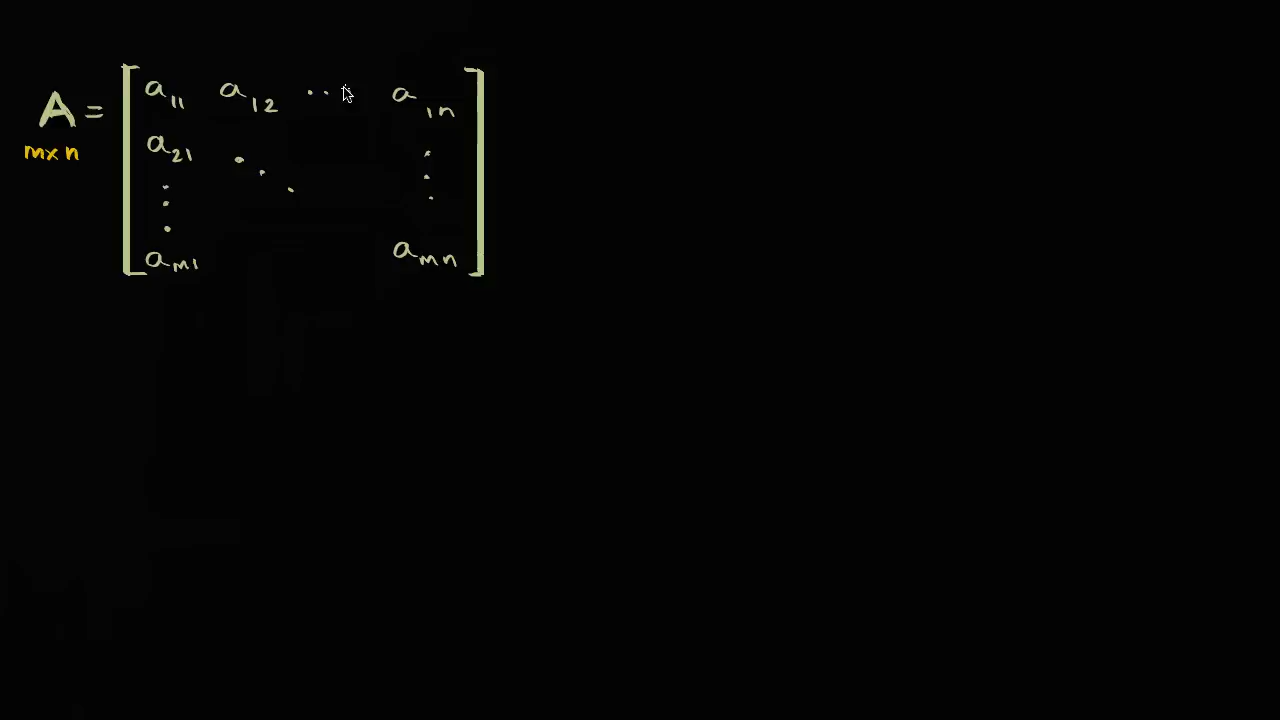 A = [ a11 a12 ... a1n
m×n a21 ⋱ ⋮
⋮
am1 amn ]